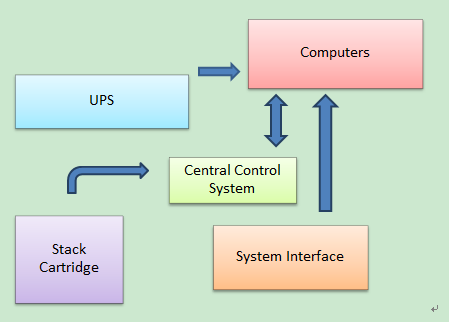 Computers
UPS
Central Control
System
Stack
Cartridge
System Interface